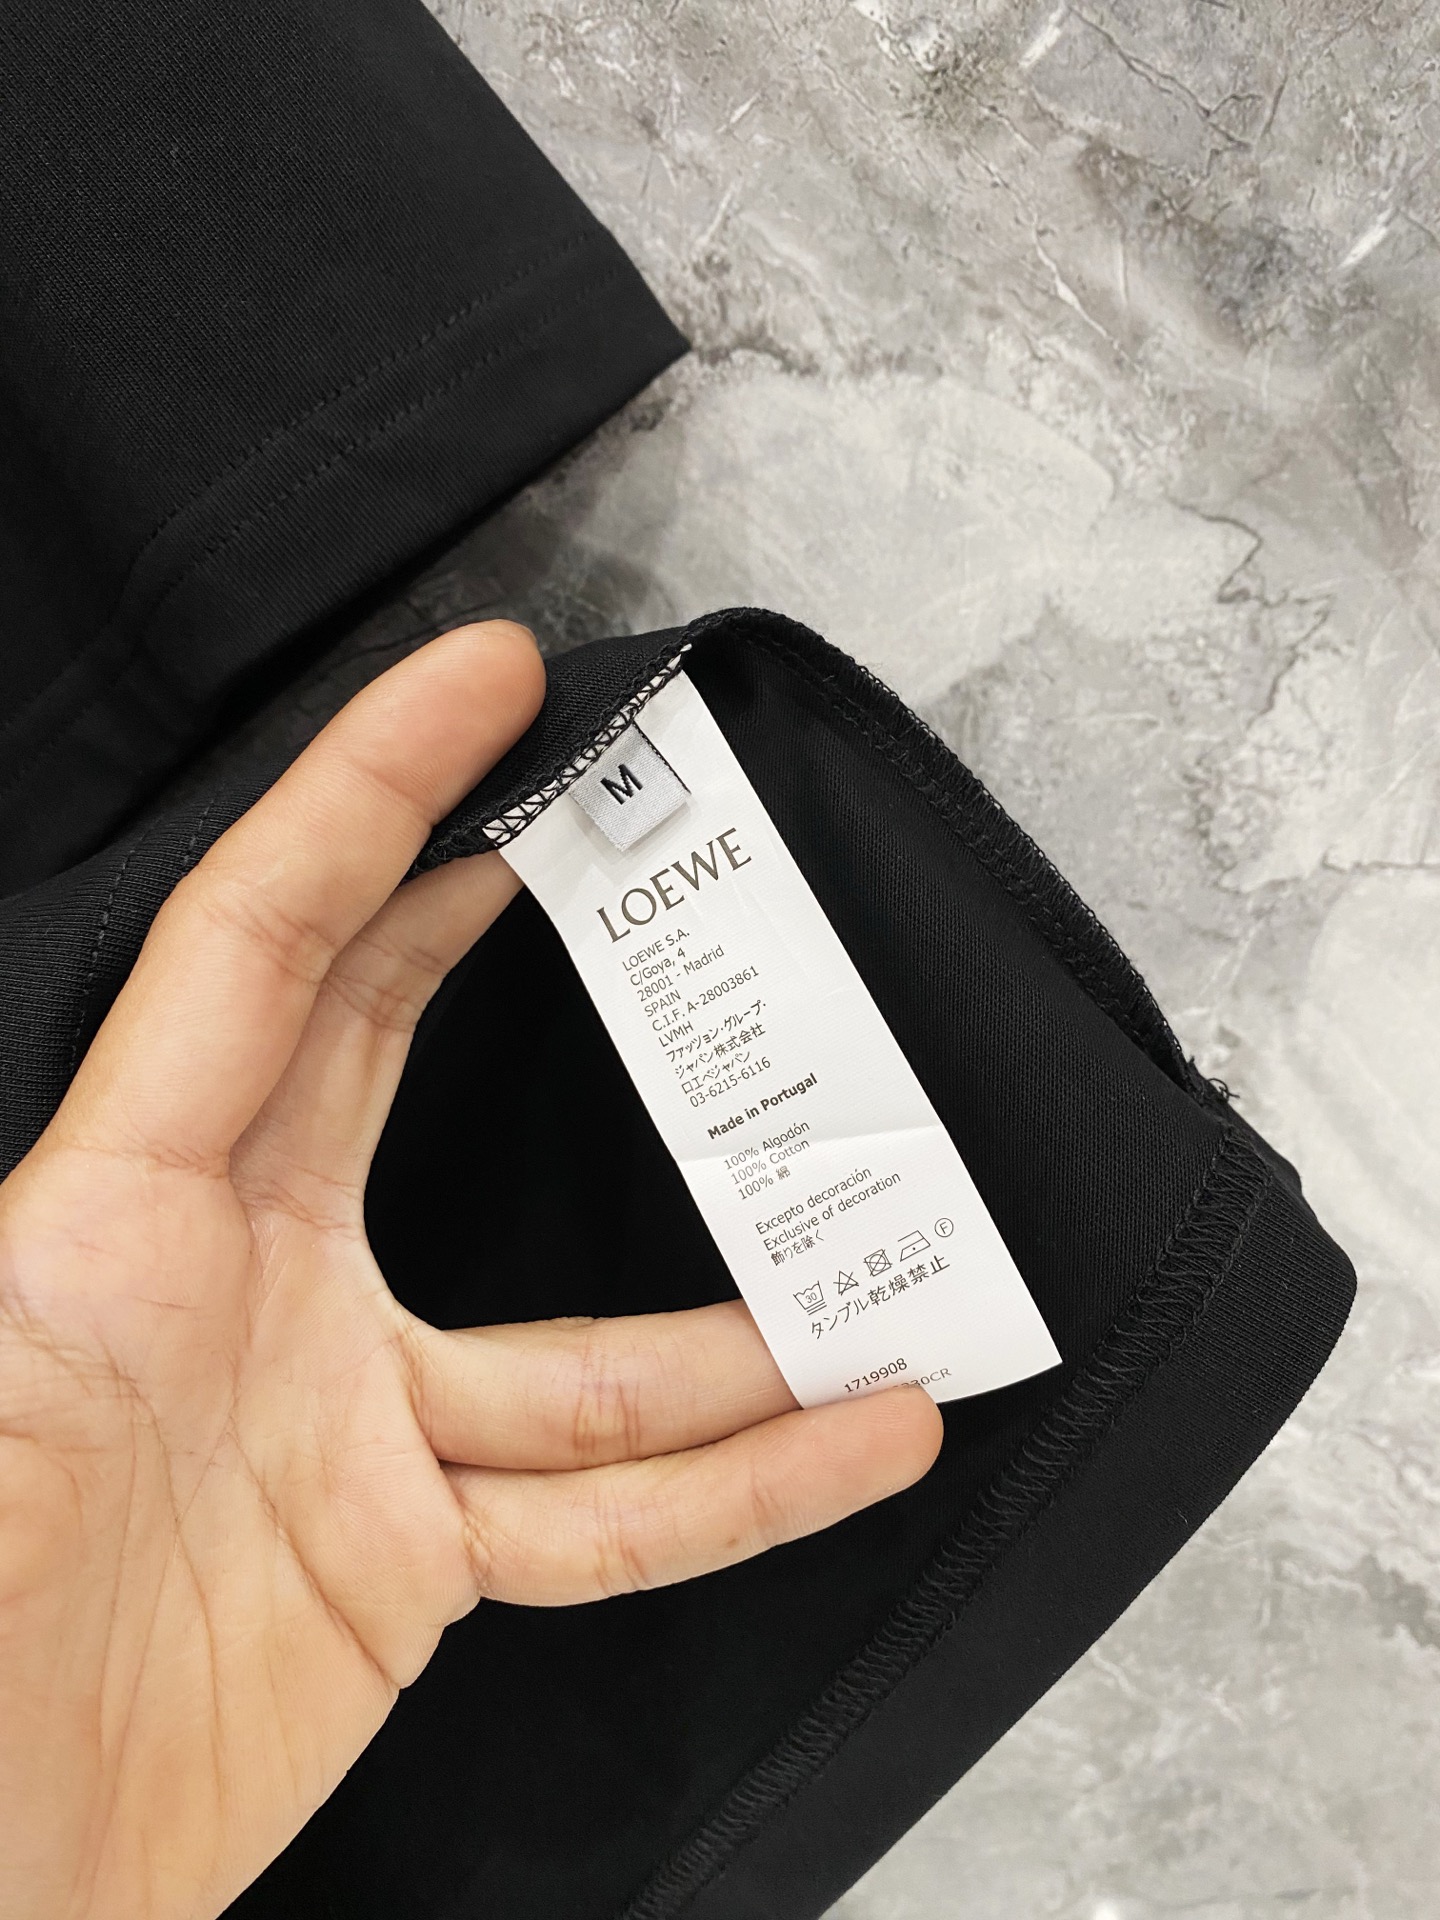 M
LOEWE
LOEWE S.A.
C/Goya, 4
28001 - Madrid
SPAIN
C.I.F. A-28003861
LVMH
ファッション・グループ・
ジャパン株式会社
ロエベジャパン
03-6215-6116
Made in Portugal
100% Algodón
100% Cotton
100% 綿
Excepto decoración
Exclusive of decoration
飾りを除く
30
F
タンブル乾燥禁止
1719908